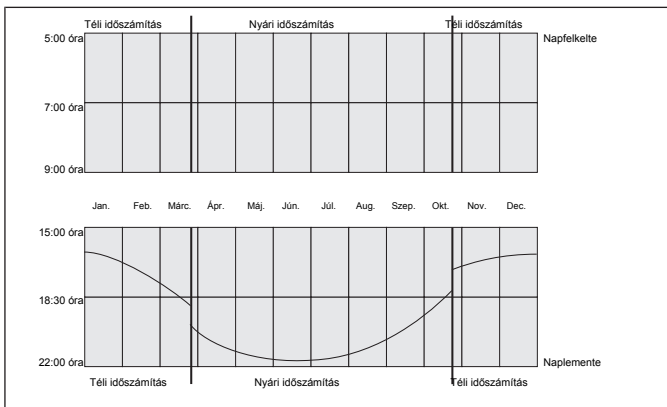 Téli időszámítás Nyári időszámítás Téli időszámítás
5:00 óra Napfelkelte
7:00 óra
9:00 óra
Jan. Feb. Márc. Ápr. Máj. Jún. Júl. Aug. Szep. Okt. Nov. Dec.
15:00 óra
18:30 óra
22:00 óra Naplemente
Téli időszámítás Nyári időszámítás Téli időszámítás